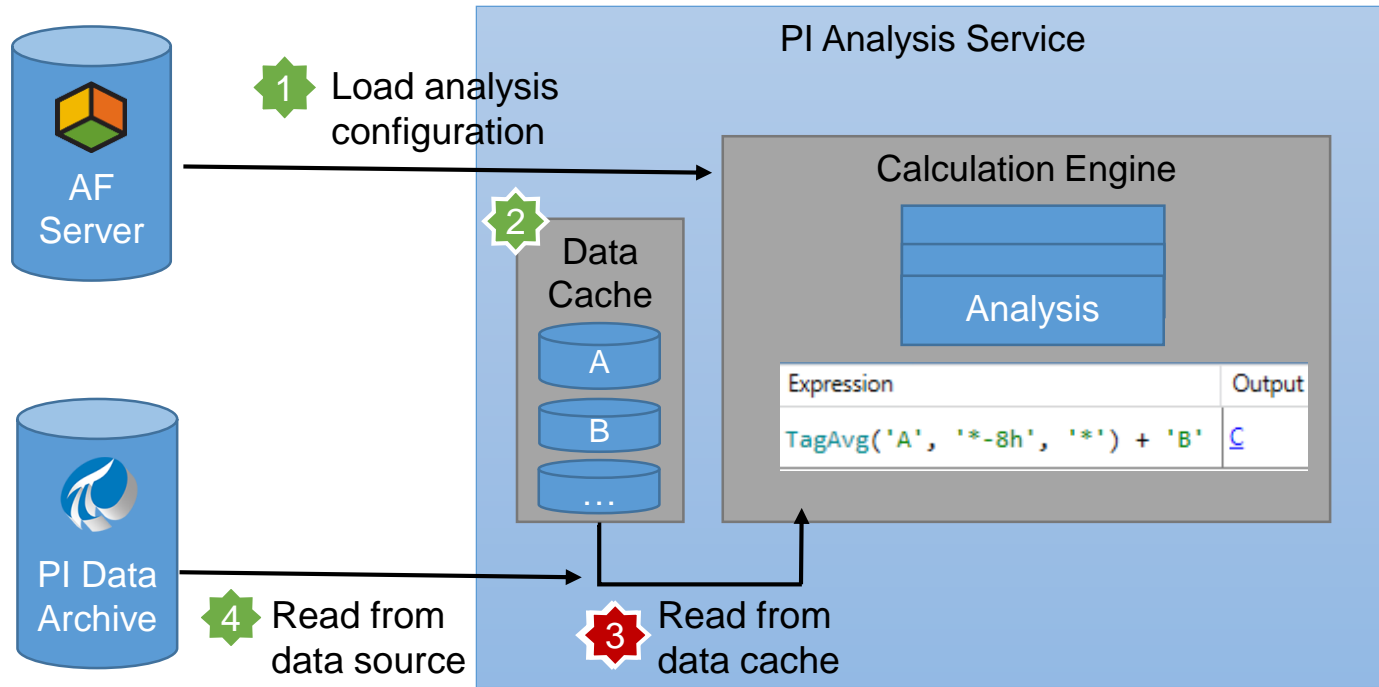 PI Analysis Service
1
Load analysis
configuration
AF
Server
Calculation Engine
2
Data
Cache
A
B
...
Analysis
Expression
Output
TagAvg('A', '*-8h', '*') + 'B'
C
PI Data
Archive
4
Read from
data source
3
Read from
data cache